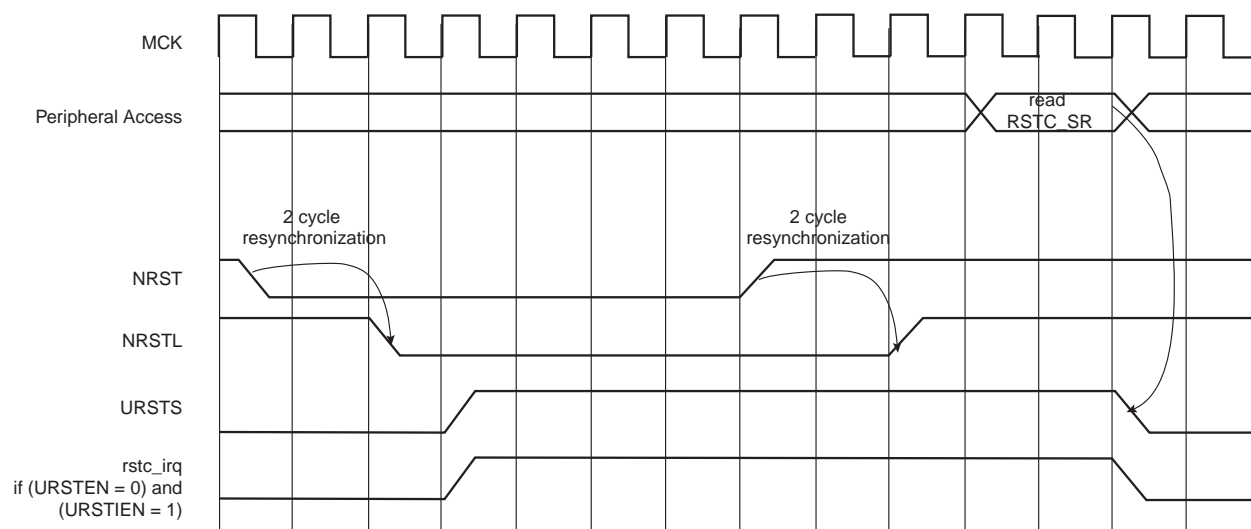 MCK
Peripheral Access
read
RSTC_SR
2 cycle
resynchronization
2 cycle
resynchronization
NRST
NRSTL
URSTS
rstc_irq
if (URSTEN = 0) and
(URSTIEN = 1)